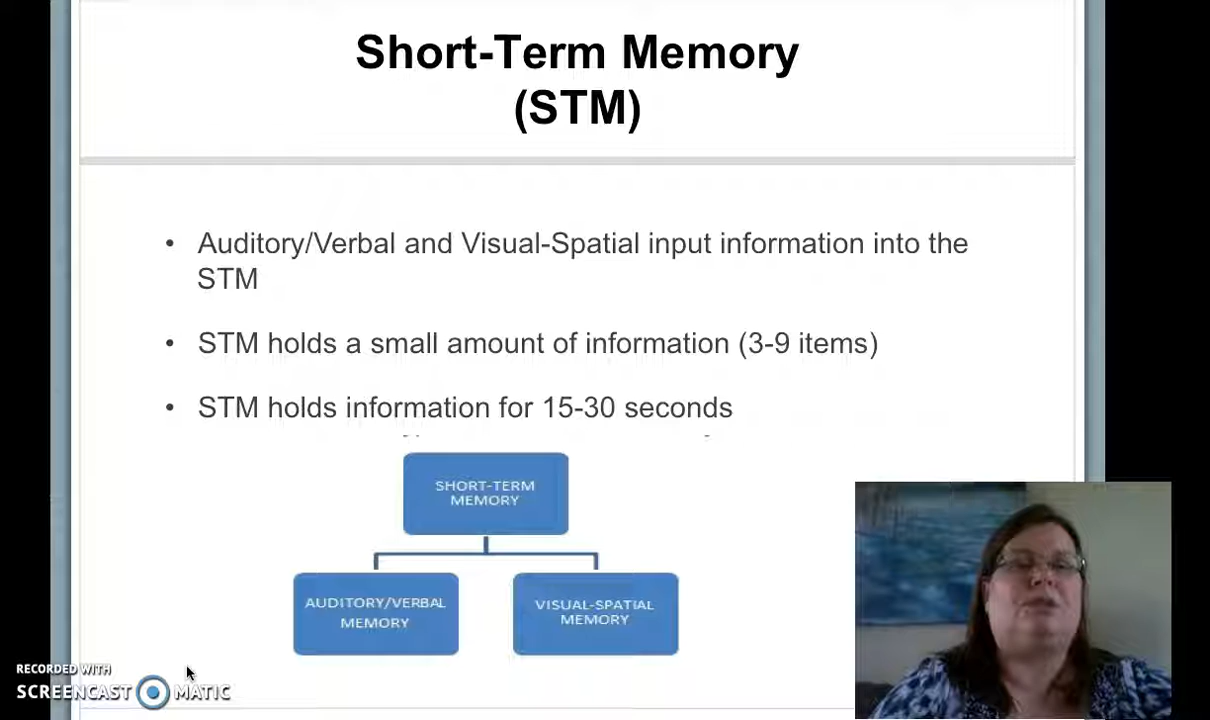 Short-Term Memory
(STM)
• Auditory/Verbal and Visual-Spatial input information into the
STM
• STM holds a small amount of information (3-9 items)
• STM holds information for 15-30 seconds
SHORT-TERM
MEMORY
AUDITORY/VERBAL
MEMORY
VISUAL-SPATIAL
MEMORY
RECORDED WITH
SCREENCAST MATIC